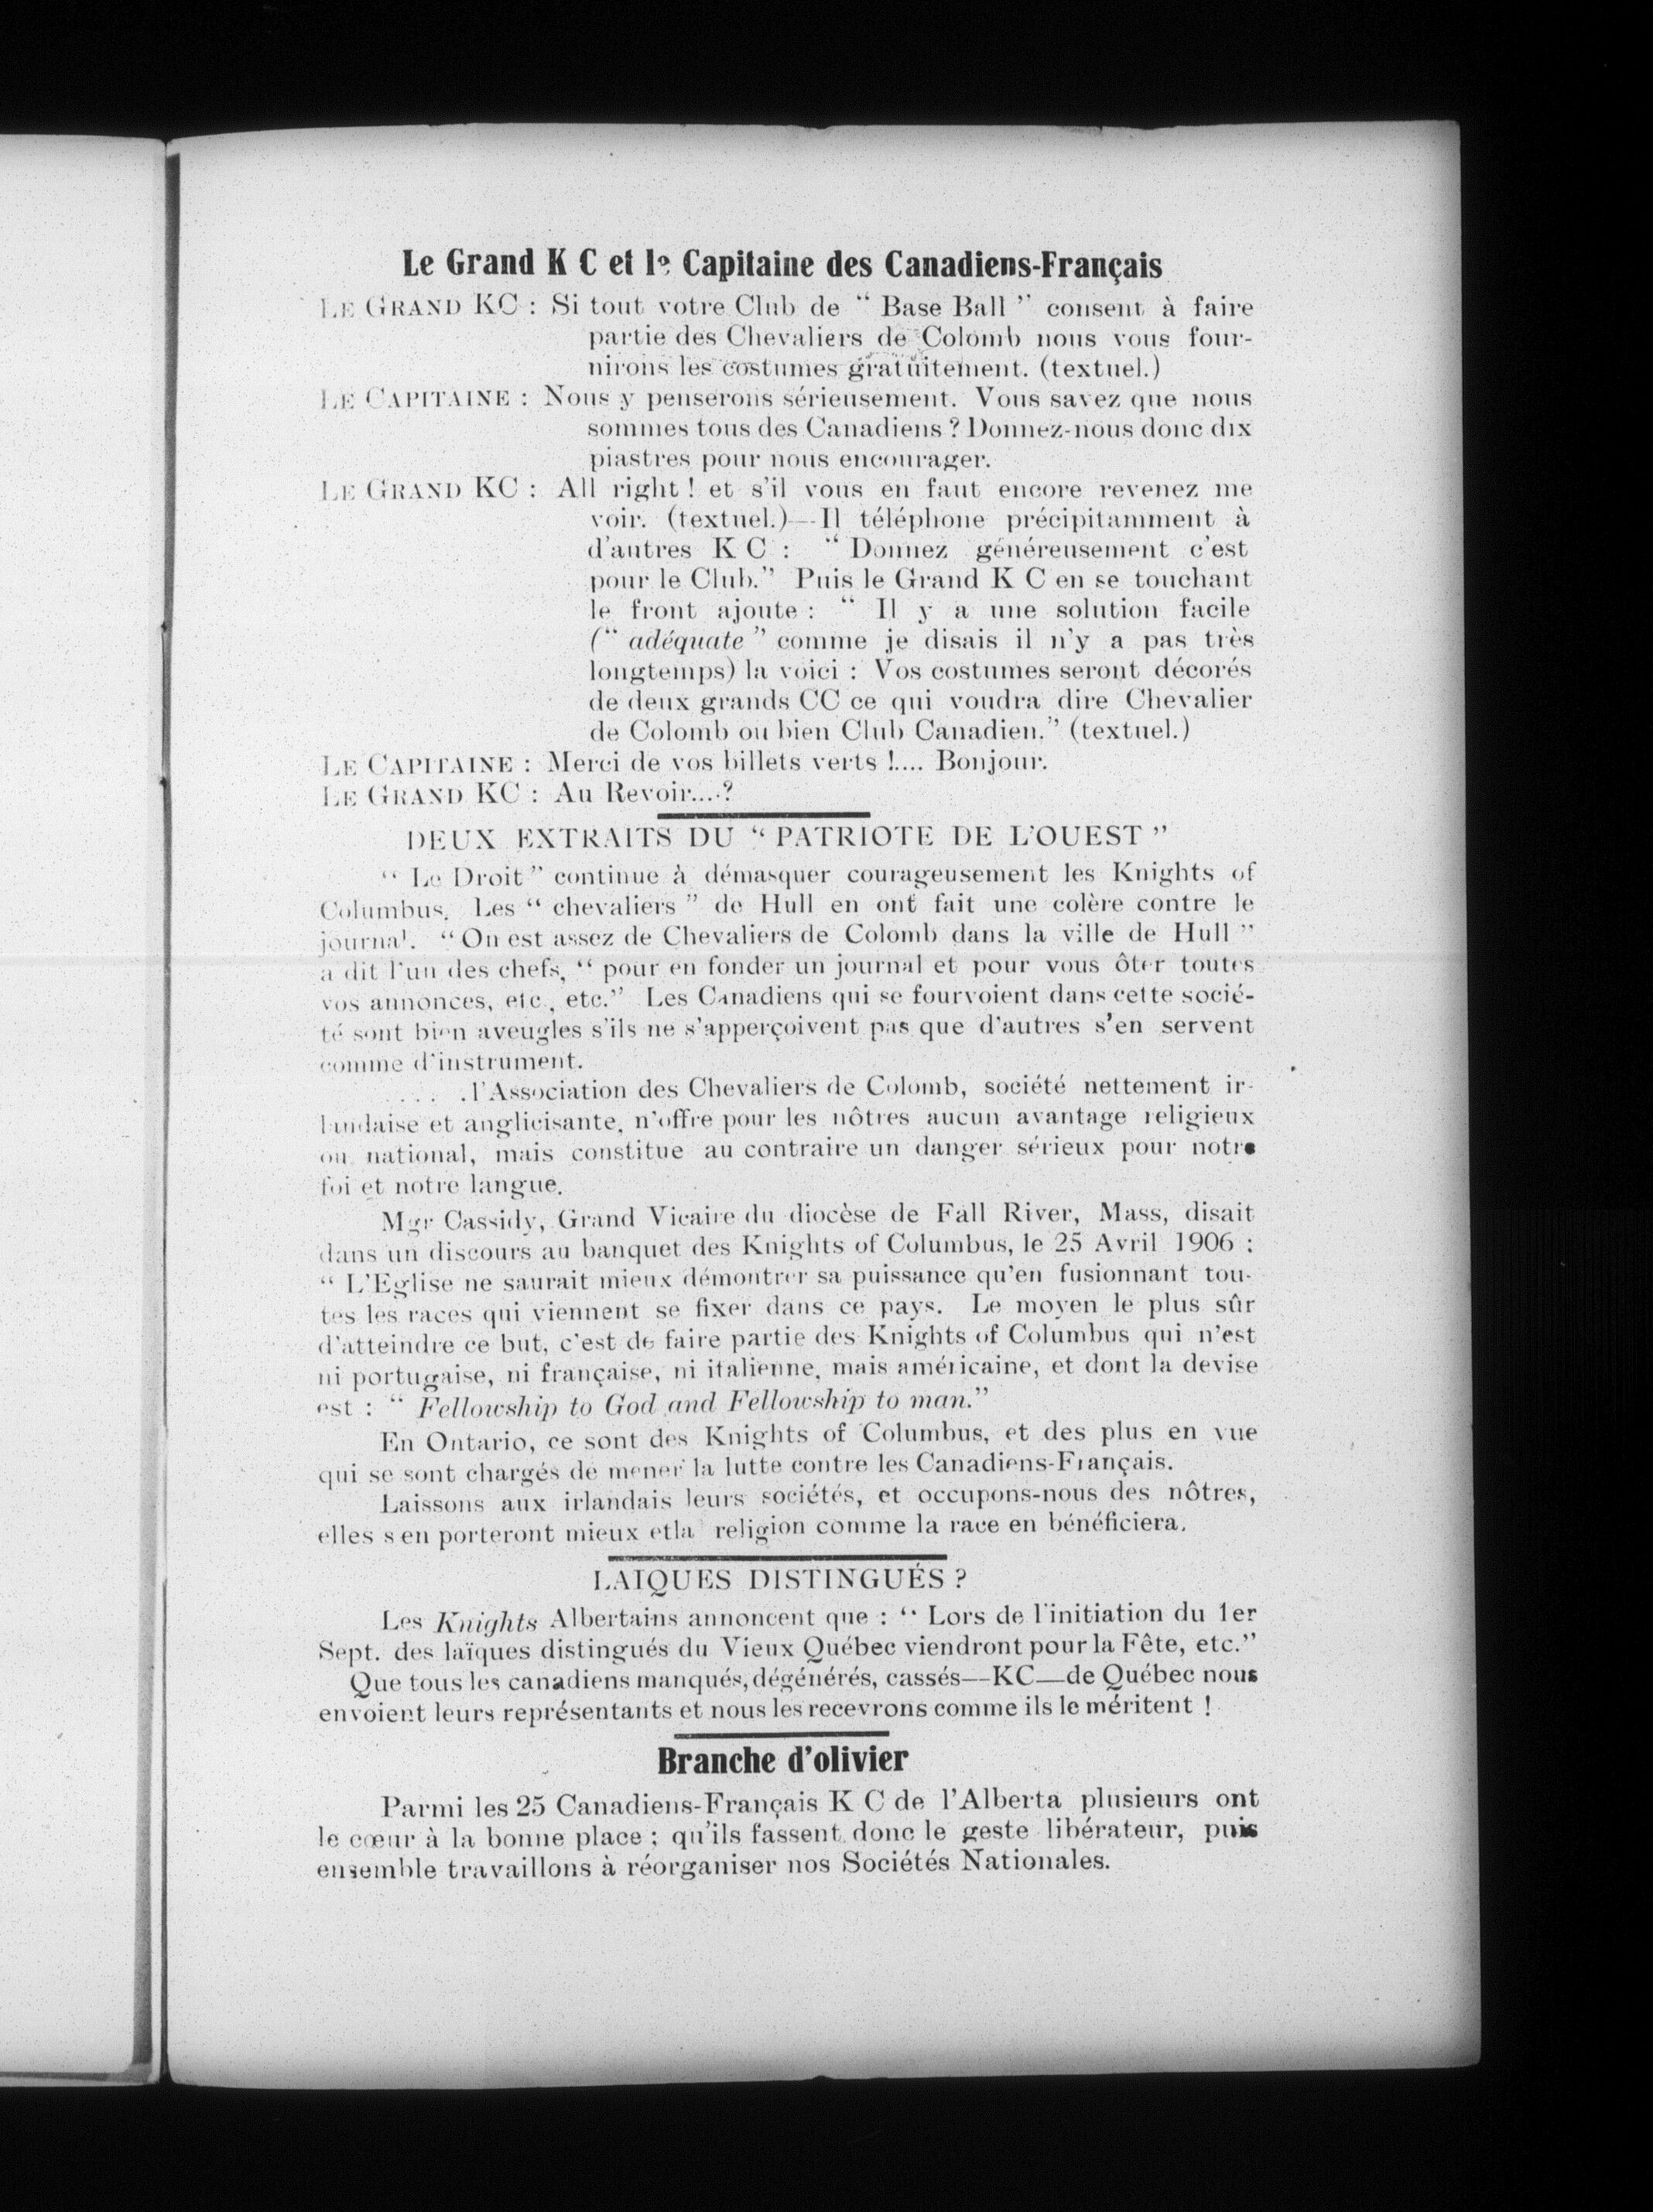 Le Grand K C et le Capitaine des Canadiens-Français
LE GRAND KC : Si tout votre Club de “ Base Ball ” consent à faire
partie des Chevaliers de Colomb nous vous four-
nirons les costumes gratuitement. (textuel.)
LE CAPITAINE : Nous y penserons sérieusement. Vous savez que nous
sommes tous des Canadiens ? Donnez-nous donc dix
piastres pour nous encourager.
LE GRAND KC : All right ! et s'il vous en faut encore revenez me
voir. (textuel.)—Il téléphone précipitamment à
d'autres K C : “ Donnez généreusement c'est
pour le Club.” Puis le Grand K C en se touchant
le front ajoute : “ Il y a une solution facile
(“ adéquate ” comme je disais il n'y a pas très
longtemps) la voici : Vos costumes seront décorés
de deux grands CC ce qui voudra dire Chevalier
de Colomb ou bien Club Canadien.” (textuel.)
LE CAPITAINE : Merci de vos billets verts !.... Bonjour.
LE GRAND KC : Au Revoir....?
DEUX EXTRAITS DU “ PATRIOTE DE L'OUEST ”
“ Le Droit ” continue à démasquer courageusement les Knights of
Columbus. Les “ chevaliers ” de Hull en ont fait une colère contre le
journal. “ On est assez de Chevaliers de Colomb dans la ville de Hull ”
a dit l'un des chefs, “ pour en fonder un journal et pour vous ôter toutes
vos annonces, etc., etc.” Les Canadiens qui se fourvoient dans cette socié-
té sont bien aveugles s'ils ne s'apperçoivent pas que d'autres s'en servent
comme d'instrument.
.... .l'Association des Chevaliers de Colomb, société nettement ir-
landaise et anglicisante, n'offre pour les nôtres aucun avantage religieux
ou national, mais constitue au contraire un danger sérieux pour notre
foi et notre langue.
Mgr Cassidy, Grand Vicaire du diocèse de Fall River, Mass, disait
dans un discours au banquet des Knights of Columbus, le 25 Avril 1906 :
“ L'Eglise ne saurait mieux démontrer sa puissance qu'en fusionnant tou-
tes les races qui viennent se fixer dans ce pays. Le moyen le plus sûr
d'atteindre ce but, c'est de faire partie des Knights of Columbus qui n'est
ni portugaise, ni française, ni italienne, mais américaine, et dont la devise
est : “ Fellowship to God and Fellowship to man.”
En Ontario, ce sont des Knights of Columbus, et des plus en vue
qui se sont chargés de mener la lutte contre les Canadiens-Français.
Laissons aux irlandais leurs sociétés, et occupons-nous des nôtres,
elles s en porteront mieux etla religion comme la race en bénéficiera.
LAIQUES DISTINGUÉS ?
Les Knights Albertains annoncent que : “ Lors de l'initiation du 1er
Sept. des laïques distingués du Vieux Québec viendront pour la Fête, etc.”
Que tous les canadiens manqués, dégénérés, cassés—KC—de Québec nous
envoient leurs représentants et nous les recevrons comme ils le méritent !
Branche d'olivier
Parmi les 25 Canadiens-Français K C de l'Alberta plusieurs ont
le cœur à la bonne place ; qu'ils fassent donc le geste libérateur, puis
ensemble travaillons à réorganiser nos Sociétés Nationales.